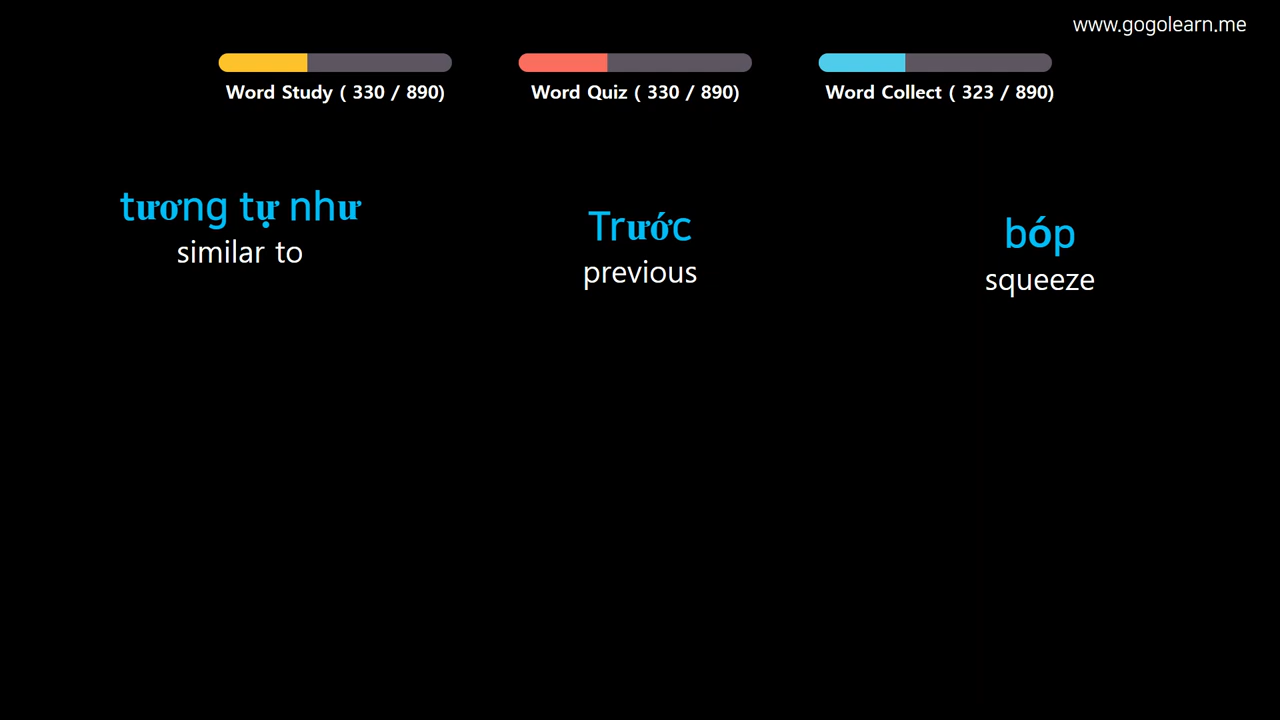 www.gogolearn.me
Word Study ( 330 / 890)
Word Quiz ( 330 / 890)
Word Collect ( 323 / 890)
tương tự như
similar to
Trước
previous
bóp
squeeze